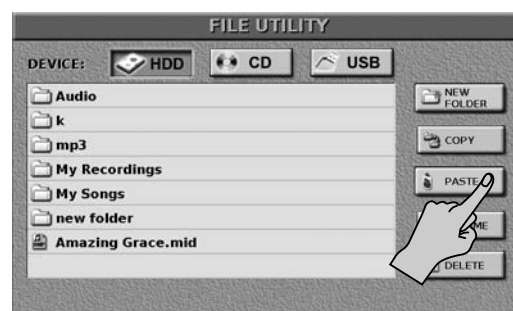 FILE UTILITY
DEVICE: HDD CD USB
Audio
k
mp3
My Recordings
My Songs
new folder
Amazing Grace.mid
NEW
FOLDER
COPY
PASTE
DELETE